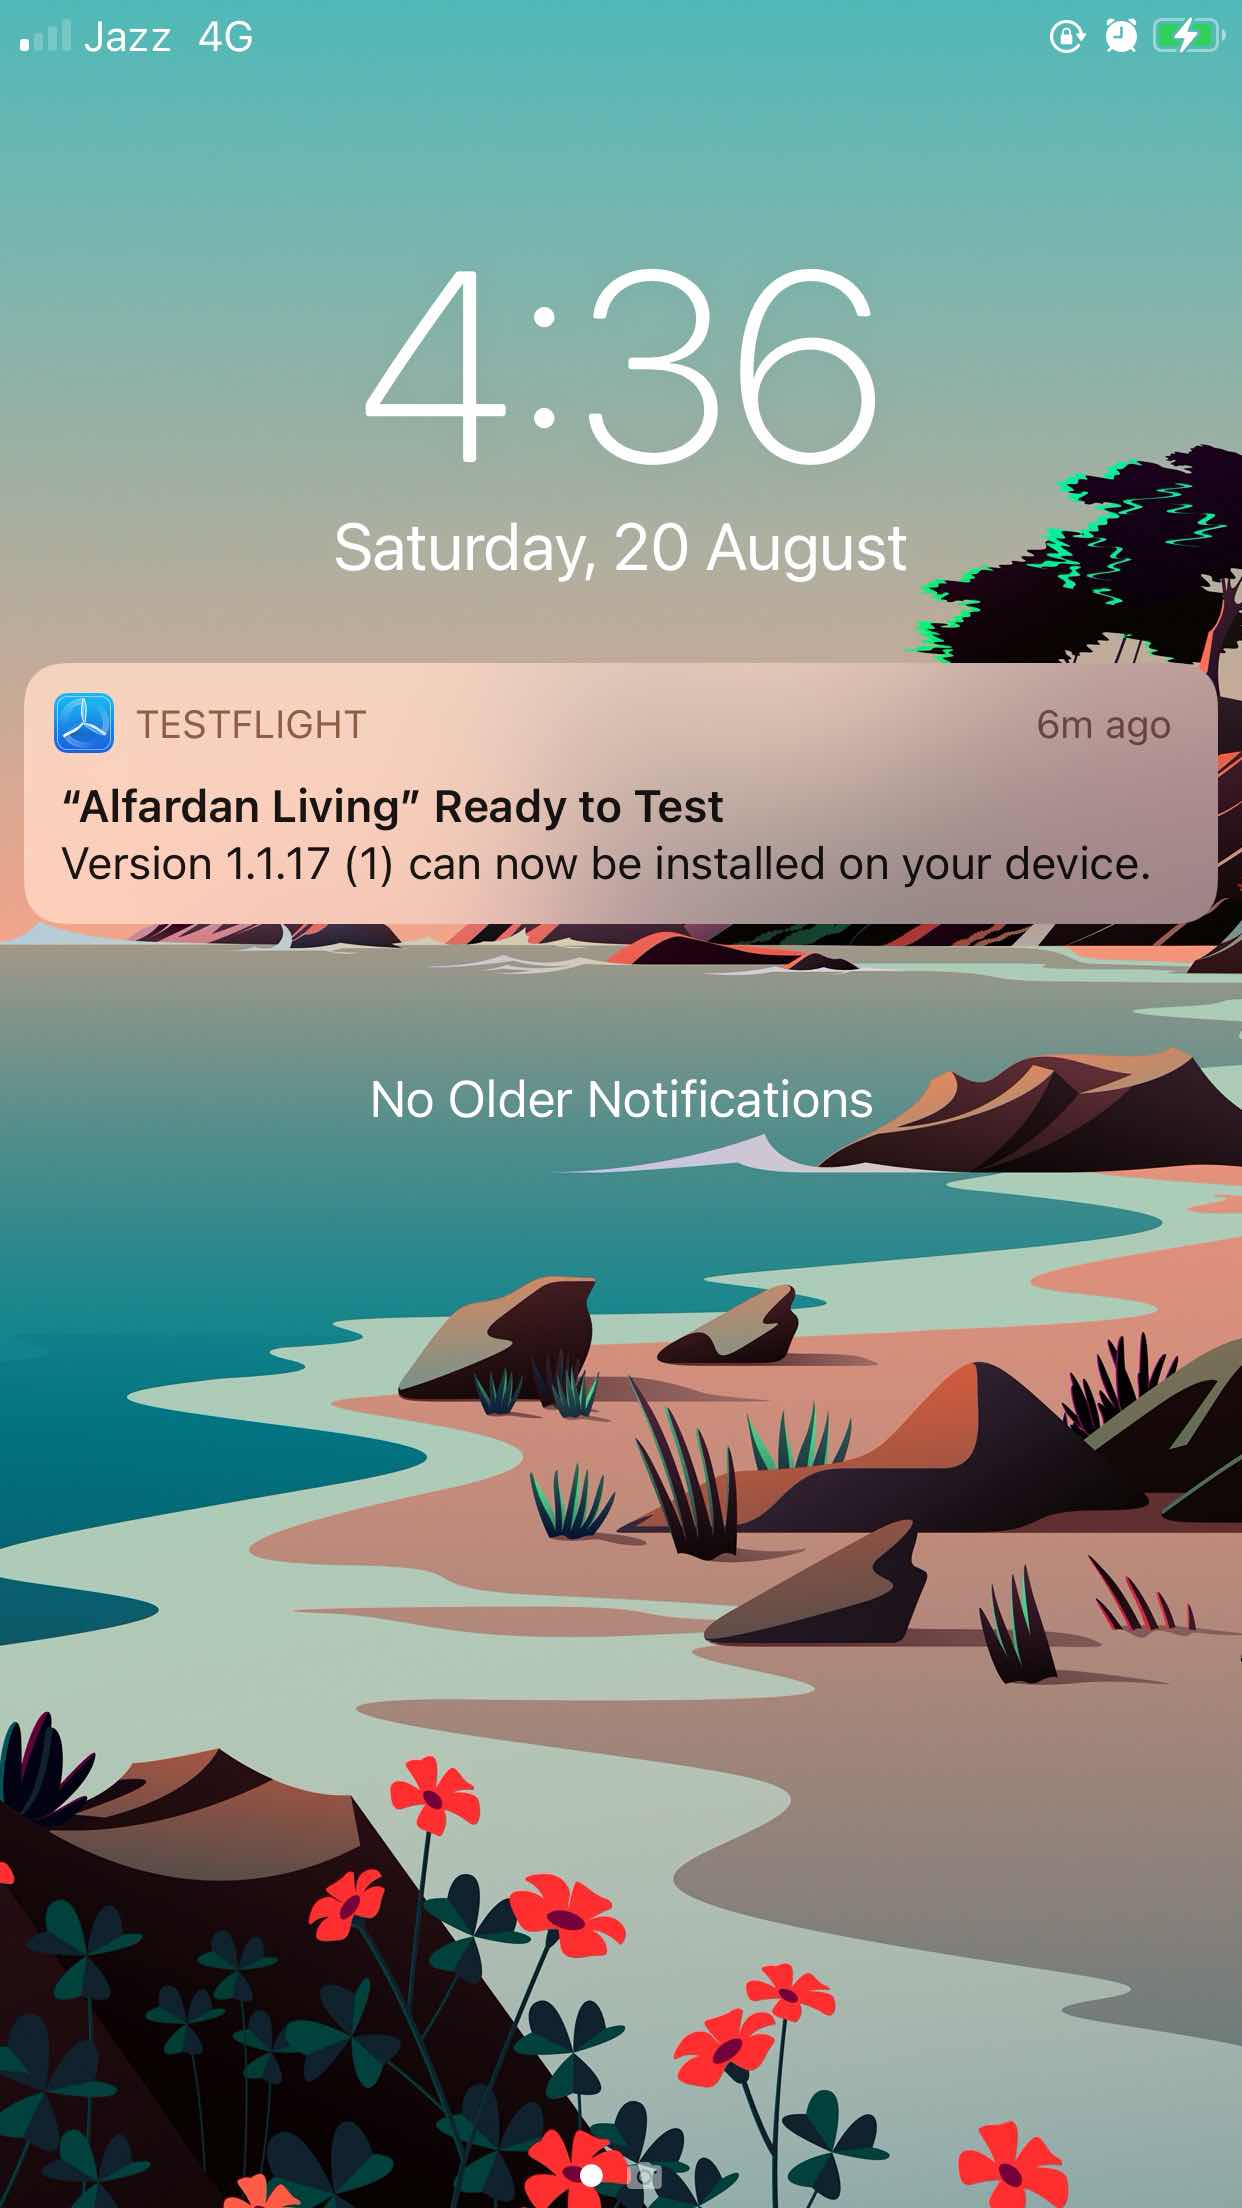 Jazz 4G
4:36
Saturday, 20 August
TESTFLIGHT 6m ago
“Alfardan Living” Ready to Test
Version 1.1.17 (1) can now be installed on your device.
No Older Notifications